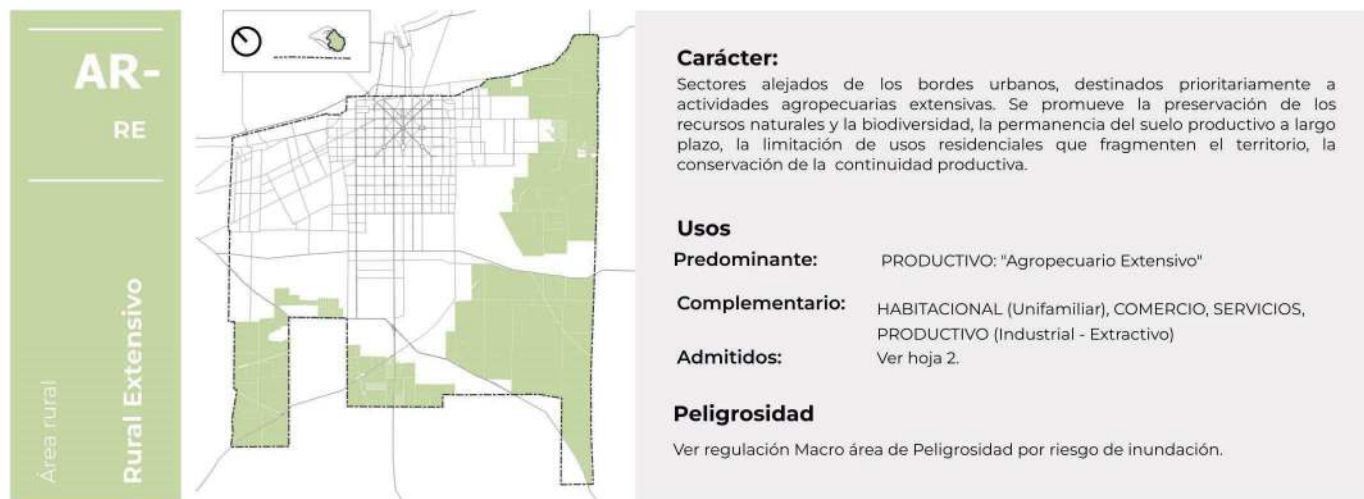 AR-
RE
Área rural
Rural Extensivo
Carácter:
Sectores alejados de los bordes urbanos, destinados prioritariamente a
actividades agropecuarias extensivas. Se promueve la preservación de los
recursos naturales y la biodiversidad, la permanencia del suelo productivo a largo
plazo, la limitación de usos residenciales que fragmenten el territorio, la
conservación de la continuidad productiva.
Usos
Predominante: PRODUCTIVO: "Agropecuario Extensivo"
Complementario: HABITACIONAL (Unifamiliar), COMERCIO, SERVICIOS,
PRODUCTIVO (Industrial - Extractivo)
Admitidos: Ver hoja 2.
Peligrosidad
Ver regulación Macro área de Peligrosidad por riesgo de inundación.